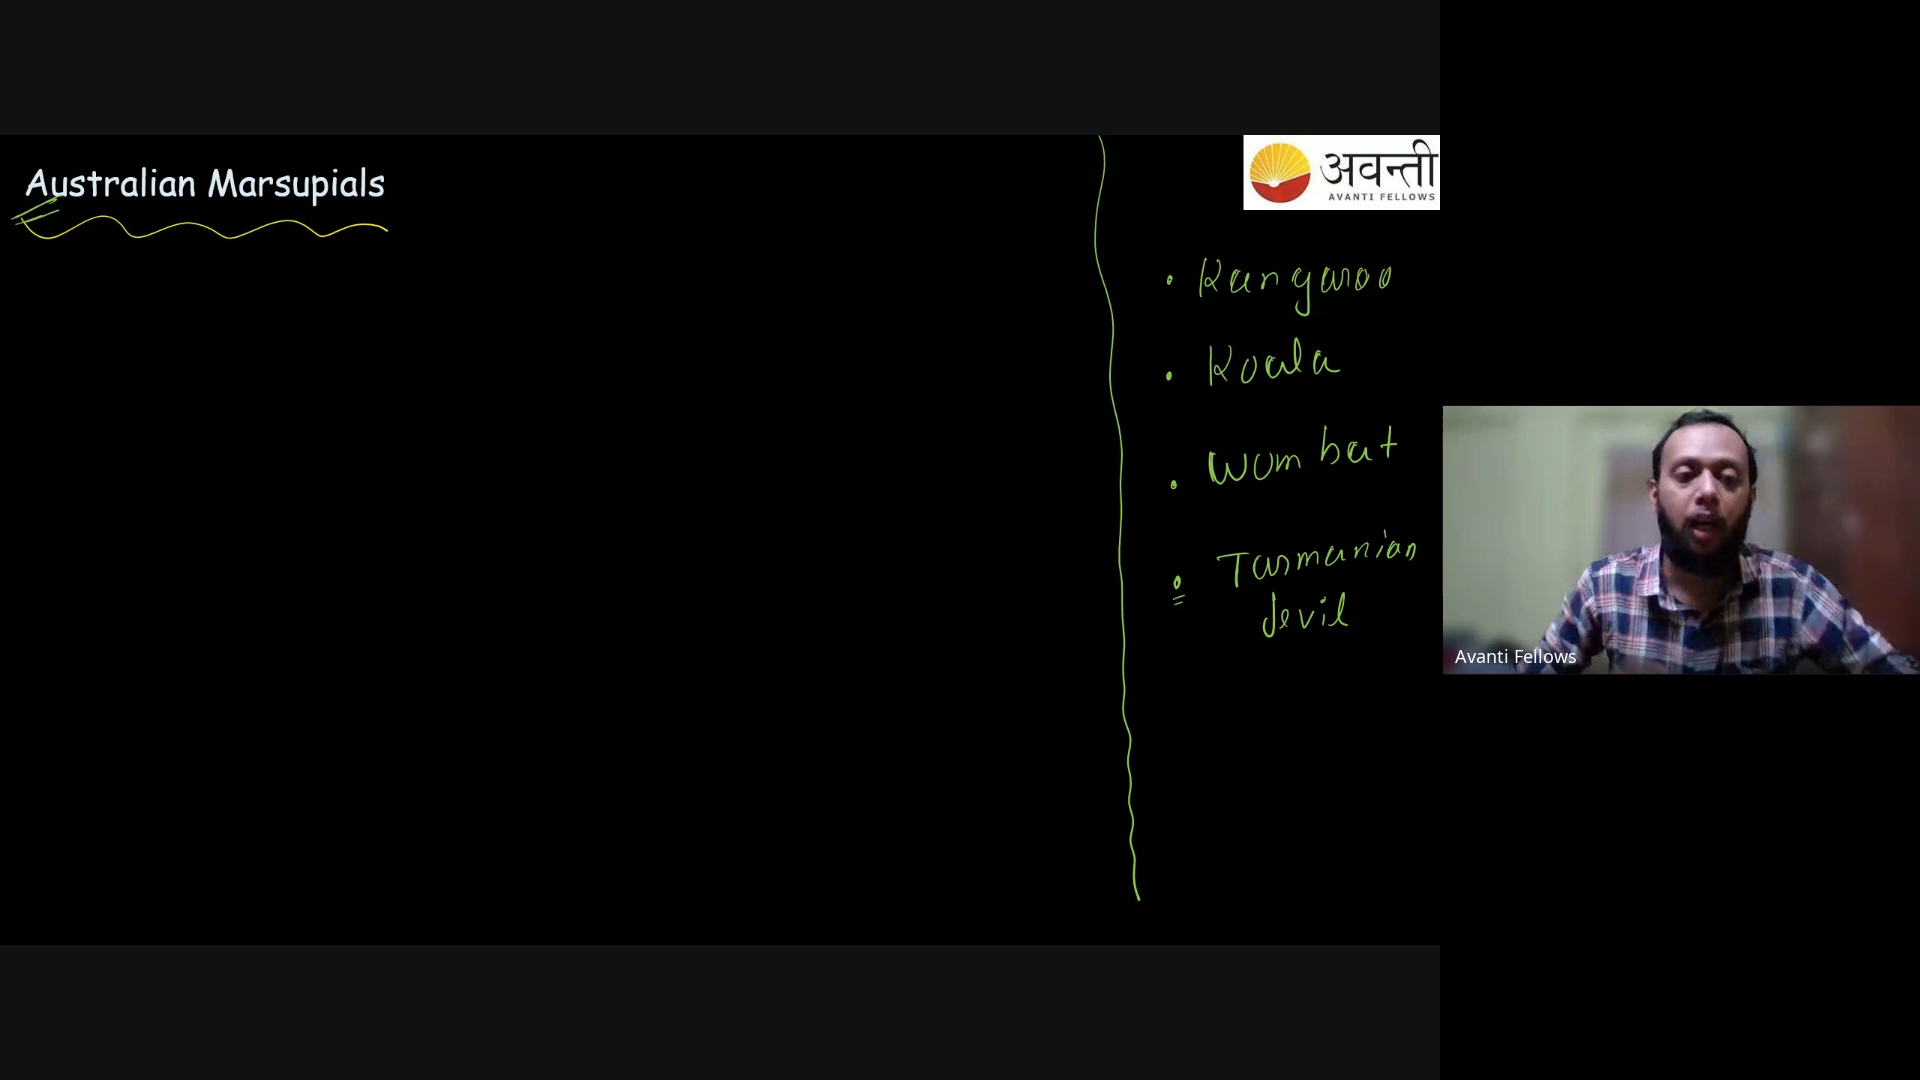 Australian Marsupials
अवन्ती
AVANTI FELLOWS
• Kangaroo
• Koala
• Wombat
• Tasmanian
devil
Avanti Fellows